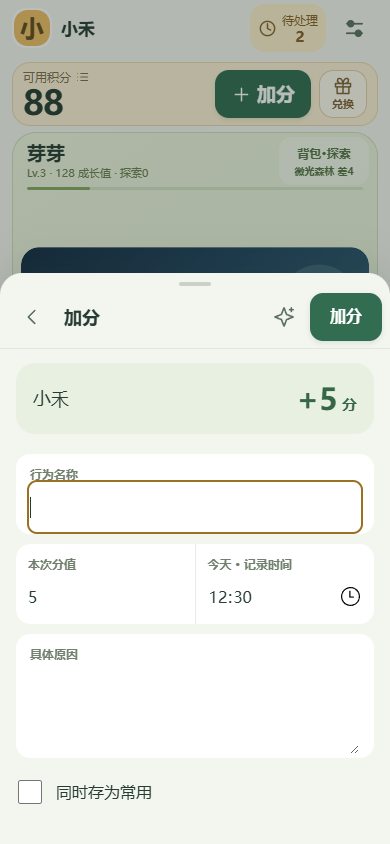 小 小禾
待处理
2
可用积分
88
＋ 加分
兑换
芽芽
Lv.3 · 128 成长值 · 探索0
背包•探索
微光森林 差4
加分
加分
小禾
+5 分
行为名称
本次分值
5
今天 • 记录时间
12:30
具体原因
同时存为常用